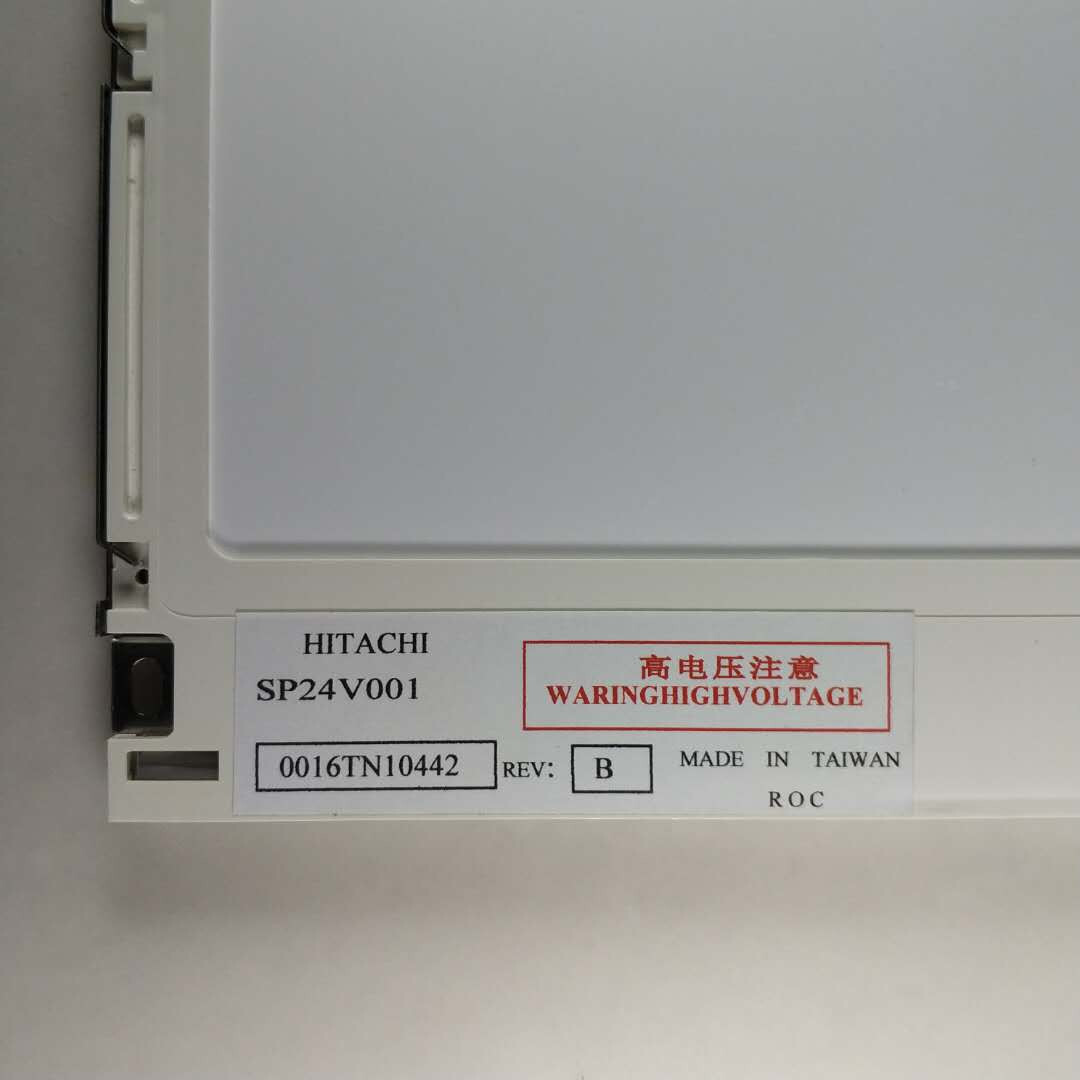 HITACHI
SP24V001
高电压注意
WARINGHIGHVOLTAGE
0016TN10442 REV: B MADE IN TAIWAN
ROC